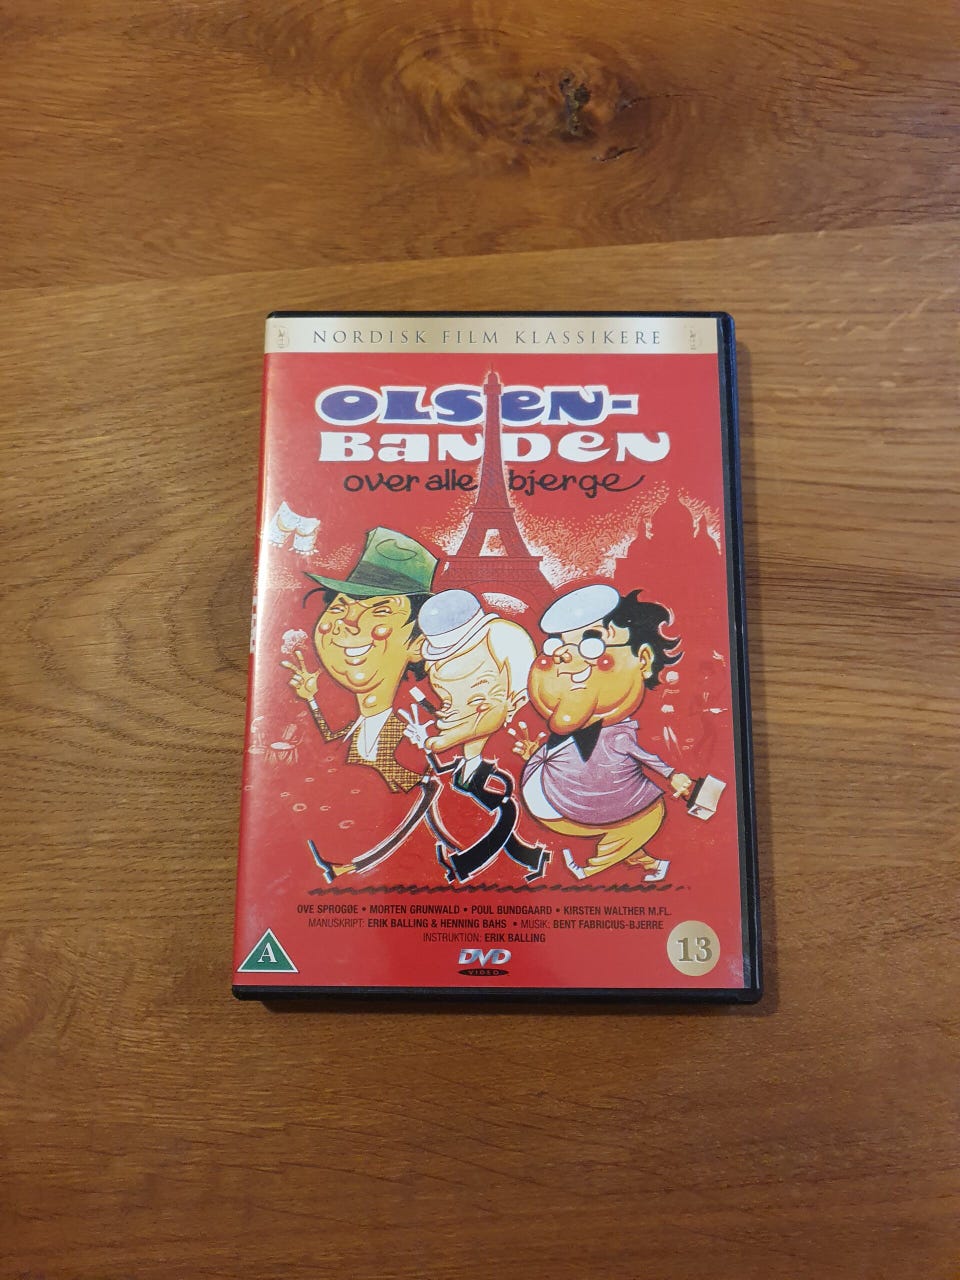 NORDISK FILM KLASSIKERE
OLSEN-
BANDEN
over alle bjerge
OVE SPROGØE • MORTEN GRUNWALD • POUL BUNDGAARD • KIRSTEN WALTHER M.FL.
MANUSKRIPT: ERIK BALLING & HENNING BAHS • MUSIK: BENT FABRICIUS-BJERRE
INSTRUKTION: ERIK BALLING
A
DVD
VIDEO
13